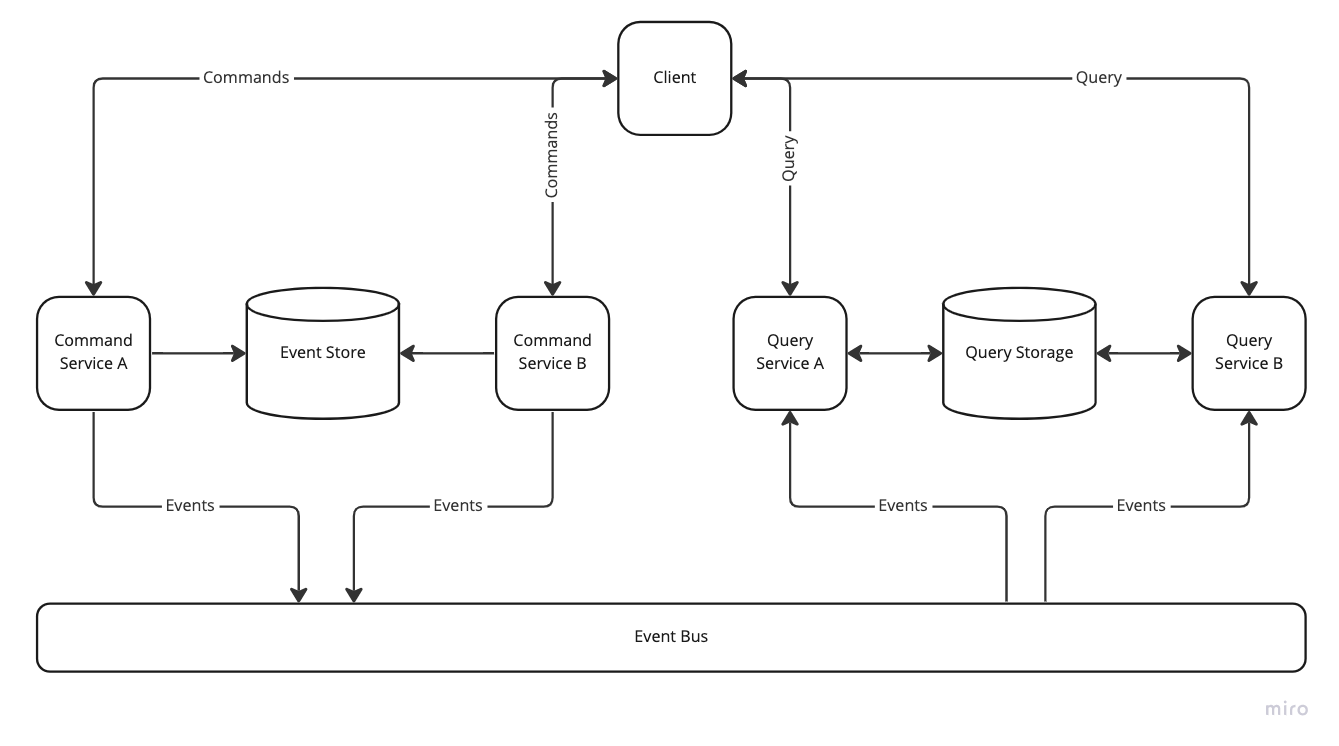 Client
Commands
Query
Commands
Query
Command
Service A
Event Store
Command
Service B
Query
Service A
Query Storage
Query
Service B
Events
Events
Events
Events
Event Bus
miro